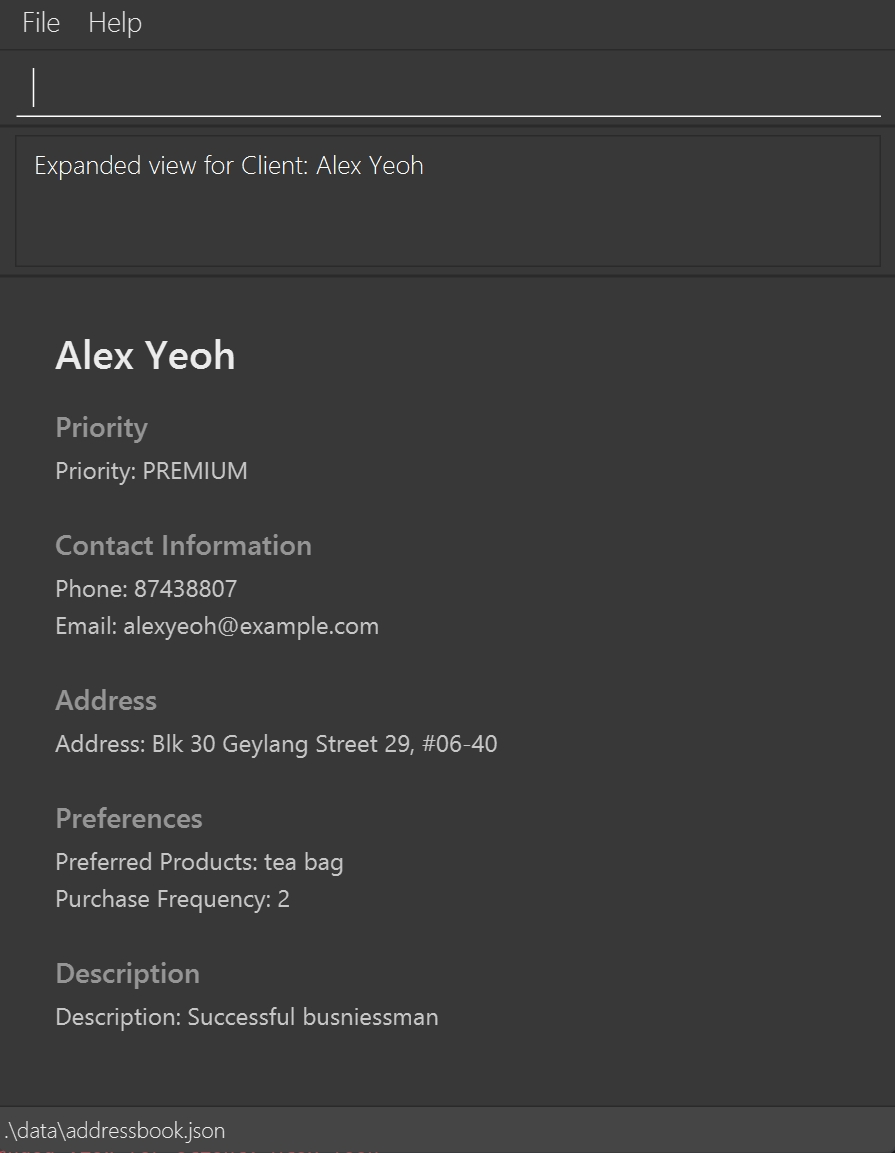 File Help
Expanded view for Client: Alex Yeoh
Alex Yeoh
Priority
Priority: PREMIUM
Contact Information
Phone: 87438807
Email: alexyeoh@example.com
Address
Address: Blk 30 Geylang Street 29, #06-40
Preferences
Preferred Products: tea bag
Purchase Frequency: 2
Description
Description: Successful busniessman
.\data\addressbook.json